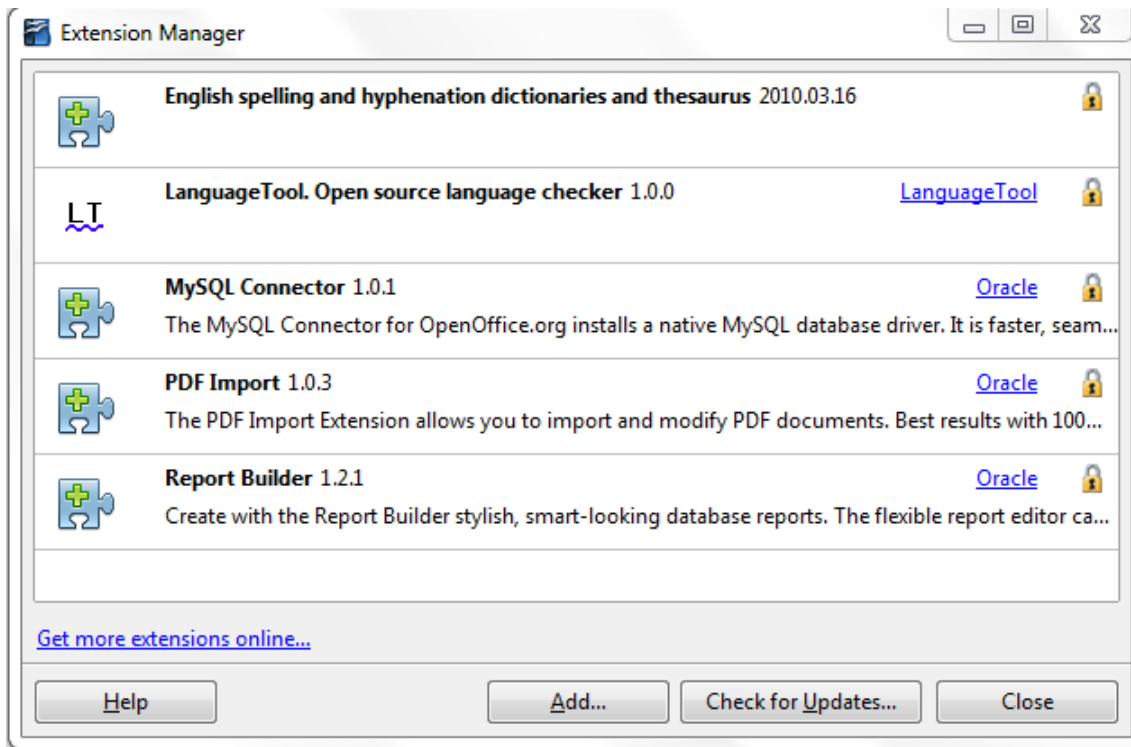 Extension Manager
English spelling and hyphenation dictionaries and thesaurus 2010.03.16
LT
LanguageTool. Open source language checker 1.0.0 LanguageTool
MySQL Connector 1.0.1 Oracle
The MySQL Connector for OpenOffice.org installs a native MySQL database driver. It is faster, seam...
PDF Import 1.0.3 Oracle
The PDF Import Extension allows you to import and modify PDF documents. Best results with 100...
Report Builder 1.2.1 Oracle
Create with the Report Builder stylish, smart-looking database reports. The flexible report editor ca...
Get more extensions online...
Help Add... Check for Updates... Close